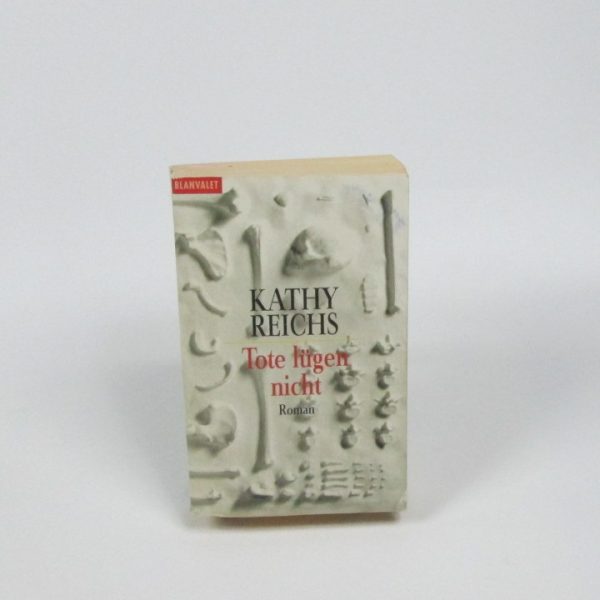 BLANVALET
KATHY
REICHS
Tote lügen
nicht
Roman